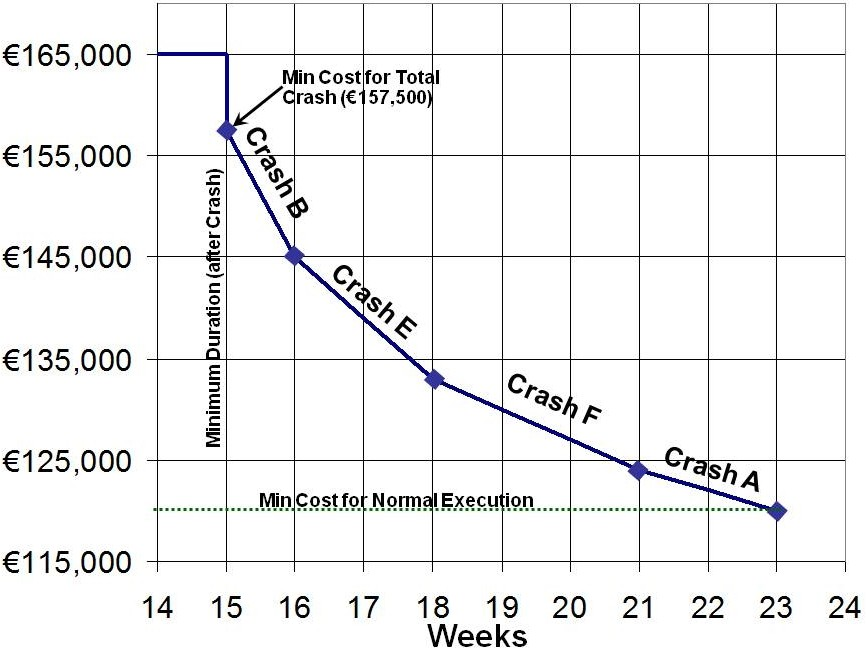 €165,000
Min Cost for Total
Crash (€157,500)
€155,000
Crash B
Minimum Duration (after Crash)
€145,000
Crash E
€135,000
Crash F
€125,000
Crash A
Min Cost for Normal Execution
€115,000
14 15 16 17 18 19 20 21 22 23 24
Weeks